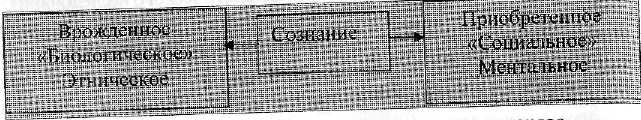 Врожденное
«Биологическое»
Этническое
Сознание
Приобретенное
«Социальное»
Ментальное